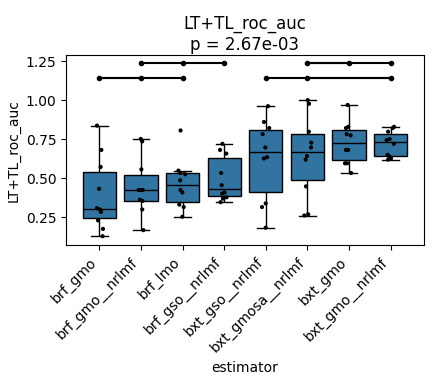 LT+TL_roc_auc
p = 2.67e-03
LT+TL_roc_auc
1.25
1.00
0.75
0.50
0.25
brf_gmo
brf_gmo__nrlmf
brf_lmo
brf_gso__nrlmf
bxt_gso__nrlmf
bxt_gmosa__nrlmf
bxt_gmo
bxt_gmo__nrlmf
estimator